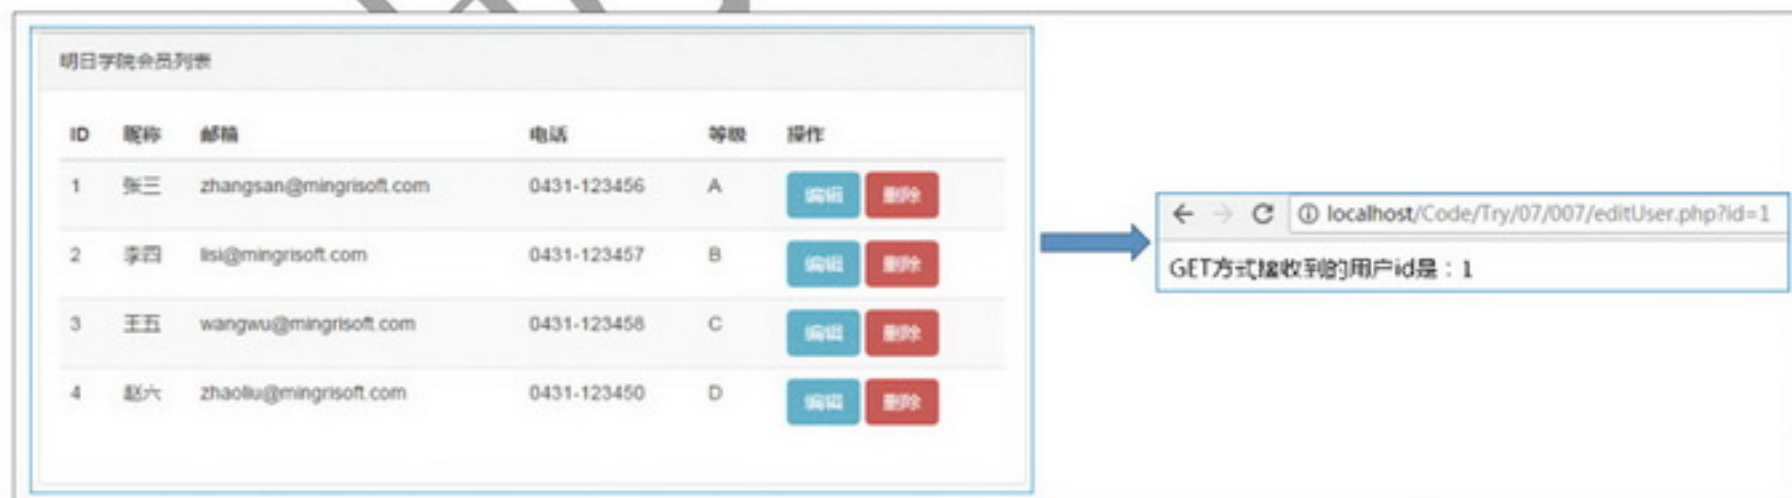 明日学院会员列表
ID 昵称 邮箱 电话 等级 操作
1 张三 zhangsan@mingrisoft.com 0431-123456 A 编辑 删除
2 李四 lisi@mingrisoft.com 0431-123457 B 编辑 删除
3 王五 wangwu@mingrisoft.com 0431-123458 C 编辑 删除
4 赵六 zhaoliu@mingrisoft.com 0431-123450 D 编辑 删除
localhost/Code/Try/07/007/editUser.php?id=1
GET方式接收到的用户id是：1